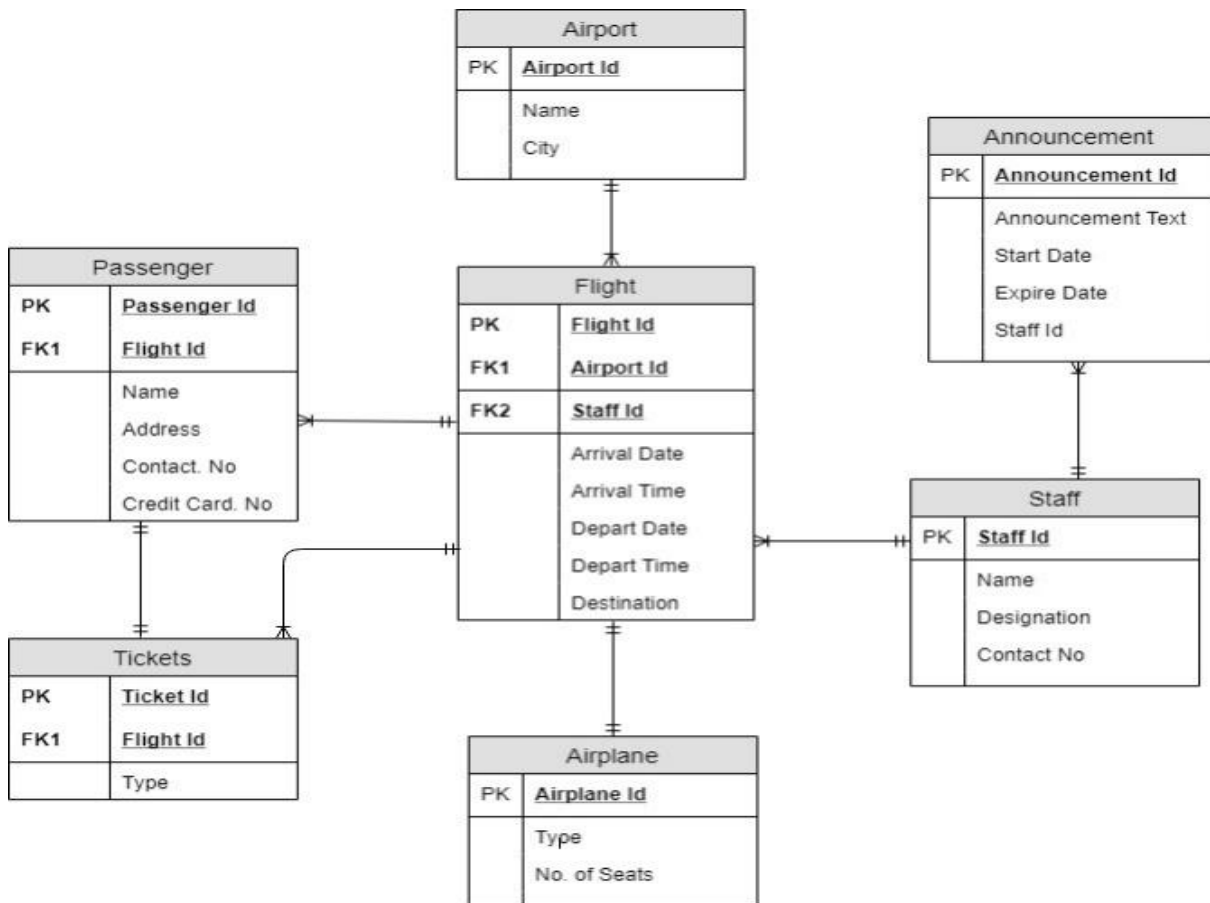 Airport
PK Airport Id
Name
City
Announcement
PK Announcement Id
Announcement Text
Start Date
Expire Date
Staff Id
Passenger
PK Passenger Id
FK1 Flight Id
Name
Address
Contact. No
Credit Card. No
Flight
PK Flight Id
FK1 Airport Id
FK2 Staff Id
Arrival Date
Arrival Time
Depart Date
Depart Time
Destination
Staff
PK Staff Id
Name
Designation
Contact No
Tickets
PK Ticket Id
FK1 Flight Id
Type
Airplane
PK Airplane Id
Type
No. of Seats